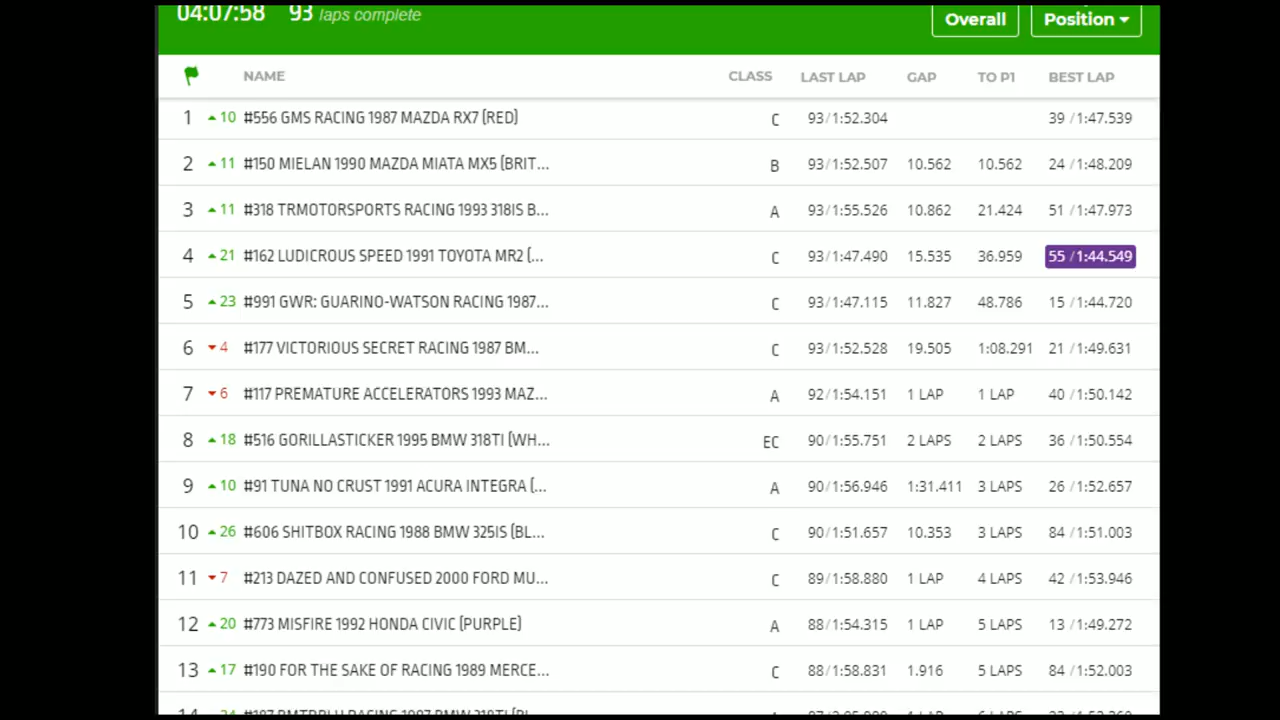 04:07:58 93 laps complete Overall Position
NAME CLASS LAST LAP GAP TO P1 BEST LAP
1 10 #556 GMS RACING 1987 MAZDA RX7 (RED) C 93/1:52.304 39 /1:47.539
2 11 #150 MIELAN 1990 MAZDA MIATA MX5 (BRIT... B 93/1:52.507 10.562 10.562 24 /1:48.209
3 11 #318 TRMOTORSPORTS RACING 1993 318IS B... A 93/1:55.526 10.862 21.424 51 /1:47.973
4 21 #162 LUDICROUS SPEED 1991 TOYOTA MR2 (... C 93/1:47.490 15.535 36.959 55 /1:44.549
5 23 #991 GWR: GUARINO-WATSON RACING 1987... C 93/1:47.115 11.827 48.786 15 /1:44.720
6 4 #177 VICTORIOUS SECRET RACING 1987 BM... C 93/1:52.528 19.505 1:08.291 21 /1:49.631
7 6 #117 PREMATURE ACCELERATORS 1993 MAZ... A 92/1:54.151 1 LAP 1 LAP 40 /1:50.142
8 18 #516 GORILLASTICKER 1995 BMW 318TI (WH... EC 90/1:55.751 2 LAPS 2 LAPS 36 /1:50.554
9 10 #91 TUNA NO CRUST 1991 ACURA INTEGRA (... A 90/1:56.946 1:31.411 3 LAPS 26 /1:52.657
10 26 #606 SHITBOX RACING 1988 BMW 325IS (BL... C 90/1:51.657 10.353 3 LAPS 84 /1:51.003
11 7 #213 DAZED AND CONFUSED 2000 FORD MU... C 89/1:58.880 1 LAP 4 LAPS 42 /1:53.946
12 20 #773 MISFIRE 1992 HONDA CIVIC (PURPLE) A 88/1:54.315 1 LAP 5 LAPS 13 /1:49.272
13 17 #190 FOR THE SAKE OF RACING 1989 MERCE... C 88/1:58.831 1.916 5 LAPS 84 /1:52.003